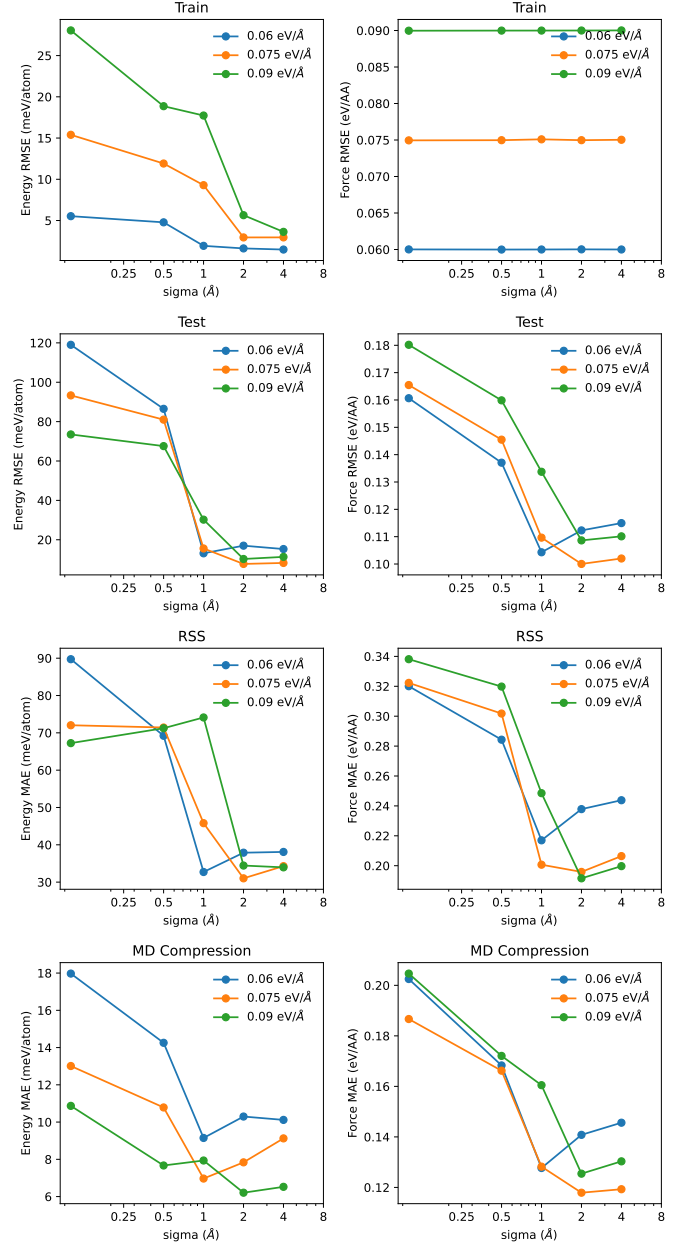 Train
Energy RMSE (meV/atom)
25
20
15
10
5
0.25 0.5 1 2 4 8
sigma (Å)
0.06 eV/Å
0.075 eV/Å
0.09 eV/Å
Train
Force RMSE (eV/AA)
0.090
0.085
0.080
0.075
0.070
0.065
0.060
0.25 0.5 1 2 4 8
sigma (Å)
0.06 eV/Å
0.075 eV/Å
0.09 eV/Å
Test
Energy RMSE (meV/atom)
120
100
80
60
40
20
0.25 0.5 1 2 4 8
sigma (Å)
0.06 eV/Å
0.075 eV/Å
0.09 eV/Å
Test
Force RMSE (eV/AA)
0.18
0.17
0.16
0.15
0.14
0.13
0.12
0.11
0.10
0.25 0.5 1 2 4 8
sigma (Å)
0.06 eV/Å
0.075 eV/Å
0.09 eV/Å
RSS
Energy MAE (meV/atom)
90
80
70
60
50
40
30
0.25 0.5 1 2 4 8
sigma (Å)
0.06 eV/Å
0.075 eV/Å
0.09 eV/Å
RSS
Force MAE (eV/AA)
0.34
0.32
0.30
0.28
0.26
0.24
0.22
0.20
0.25 0.5 1 2 4 8
sigma (Å)
0.06 eV/Å
0.075 eV/Å
0.09 eV/Å
MD Compression
Energy MAE (meV/atom)
18
16
14
12
10
8
6
0.25 0.5 1 2 4 8
sigma (Å)
0.06 eV/Å
0.075 eV/Å
0.09 eV/Å
MD Compression
Force MAE (eV/AA)
0.20
0.18
0.16
0.14
0.12
0.25 0.5 1 2 4 8
sigma (Å)
0.06 eV/Å
0.075 eV/Å
0.09 eV/Å